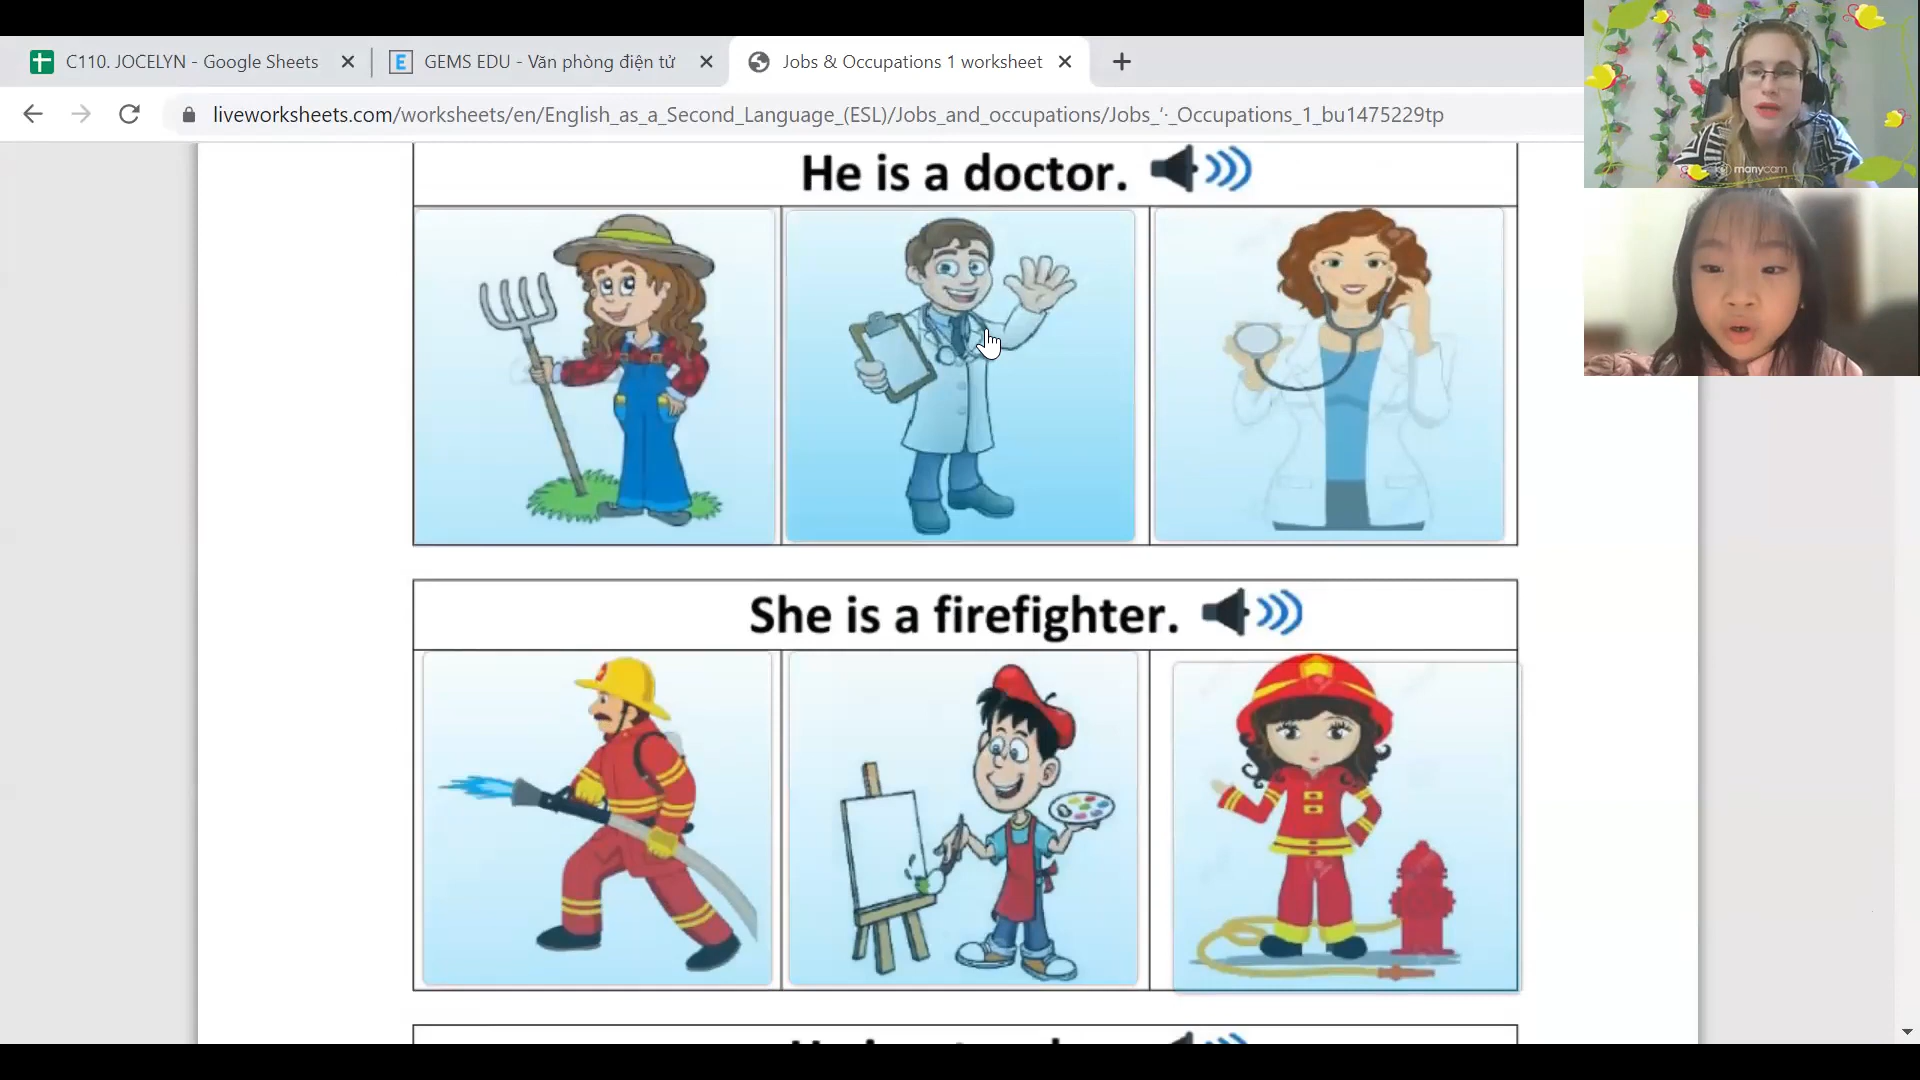 C110. JOCELYN - Google Sheets
GEMS EDU - Văn phòng điện tử
Jobs & Occupations 1 worksheet
liveworksheets.com/worksheets/en/English_as_a_Second_Language_(ESL)/Jobs_and_occupations/Jobs_‘·_Occupations_1_bu1475229tp
manycam
He is a doctor.
She is a firefighter.